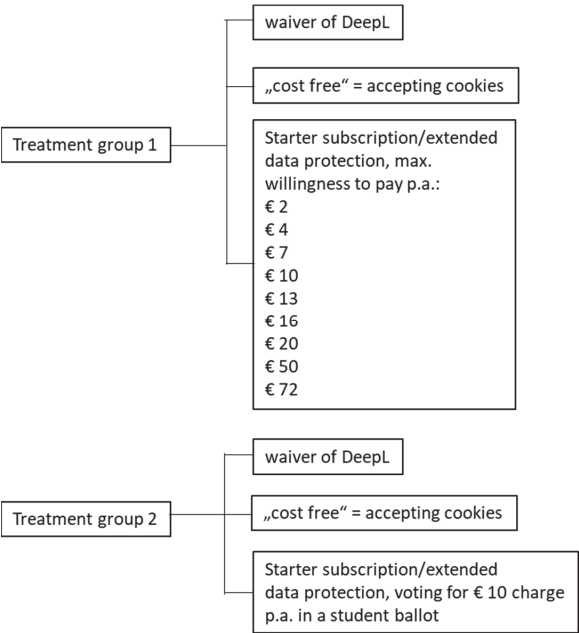 waiver of DeepL
„cost free“ = accepting cookies
Treatment group 1
Starter subscription/extended
data protection, max.
willingness to pay p.a.:
€ 2
€ 4
€ 7
€ 10
€ 13
€ 16
€ 20
€ 50
€ 72
waiver of DeepL
Treatment group 2
„cost free“ = accepting cookies
Starter subscription/extended
data protection, voting for € 10 charge
p.a. in a student ballot